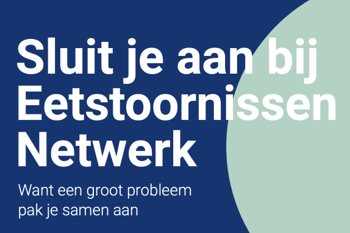 Sluit je aan bij
Eetstoornissen
Netwerk
Want een groot probleem
pak je samen aan